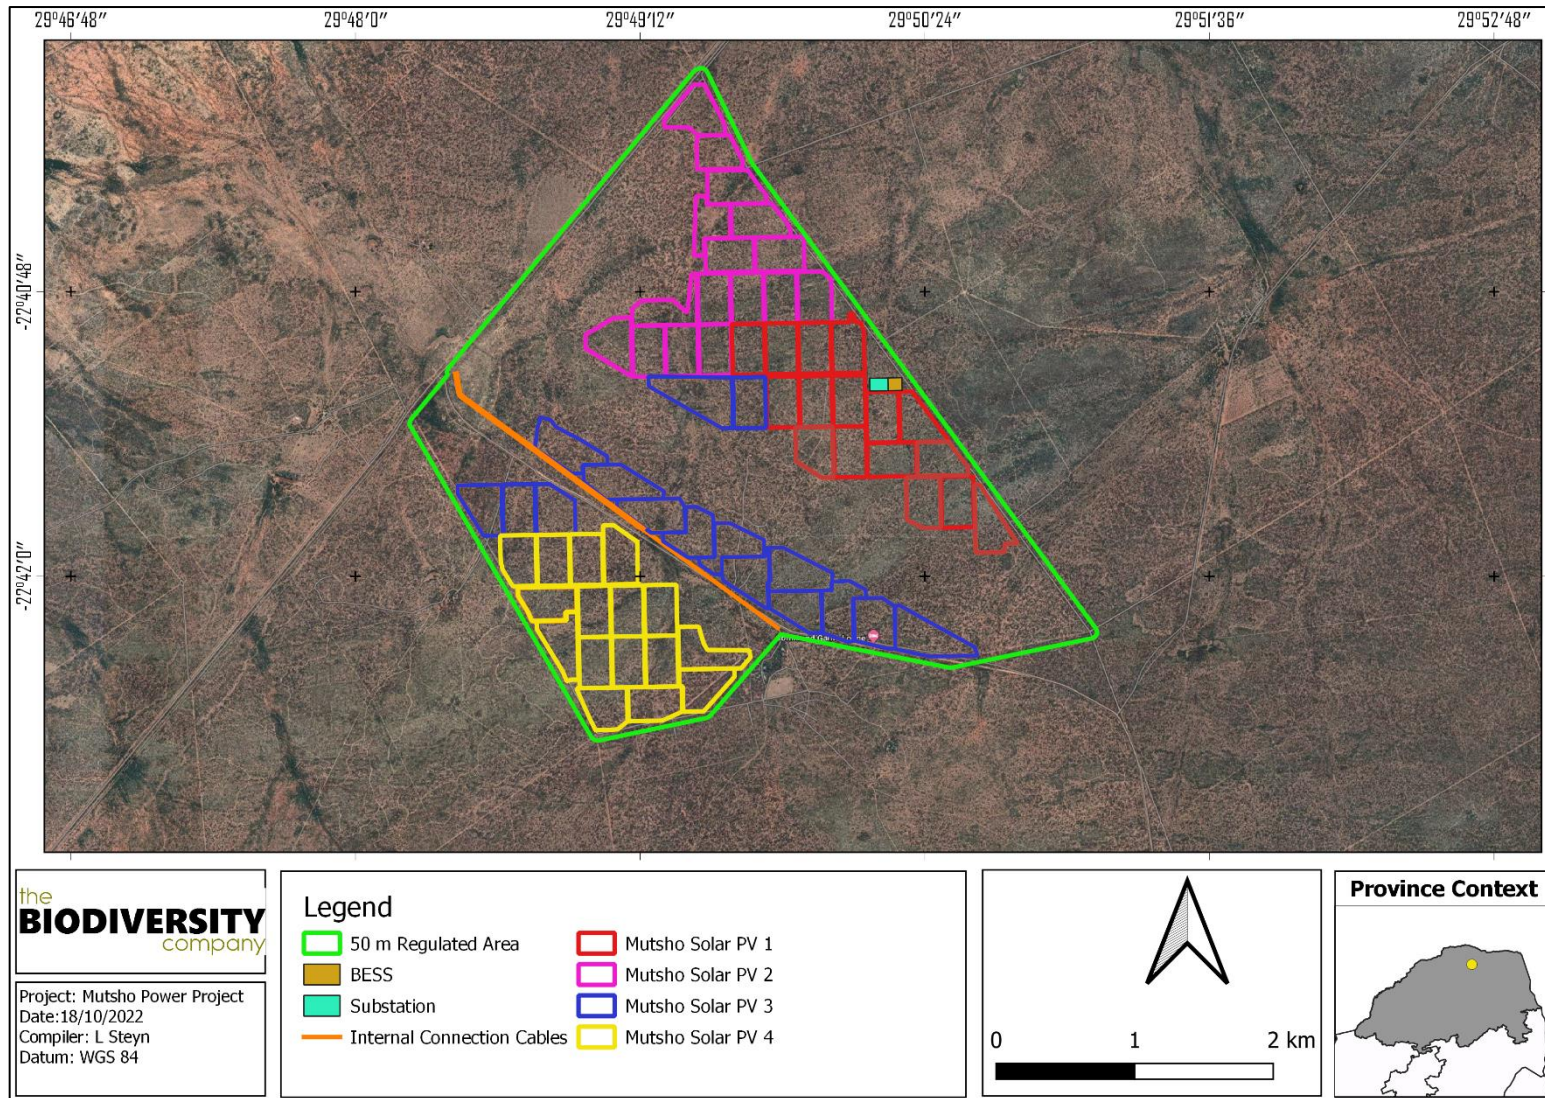 29°46′48″ 29°48′0″ 29°49′12″ 29°50′24″ 29°51′36″ 29°52′48″
-22°40′48″
-22°42′0″
the
BIODIVERSITY
company
Project: Mutsho Power Project
Date:18/10/2022
Compiler: L Steyn
Datum: WGS 84
Legend
50 m Regulated Area
BESS
Substation
Internal Connection Cables
Mutsho Solar PV 1
Mutsho Solar PV 2
Mutsho Solar PV 3
Mutsho Solar PV 4
0 1 2 km
Province Context